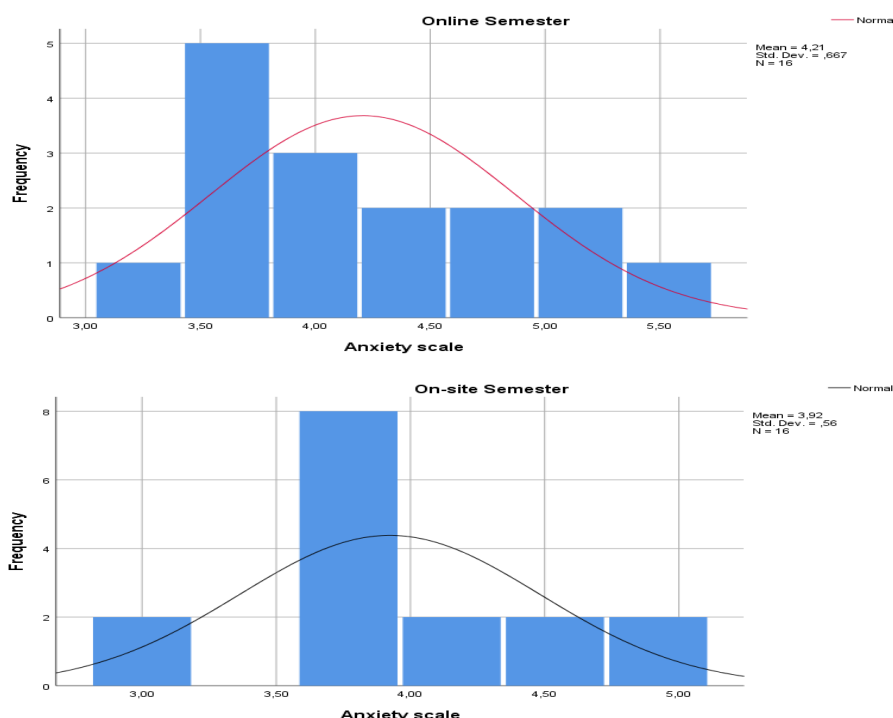 Online Semester
Norma
Mean = 4,21
Std. Dev. = ,667
N = 16
Frequency
5
4
3
2
1
0
3,00 3,50 4,00 4,50 5,00 5,50
Anxiety scale
On-site Semester
Normal
Mean = 3,92
Std. Dev. = ,56
N = 16
Frequency
8
6
4
2
0
3,00 3,50 4,00 4,50 5,00
Anxiety scale